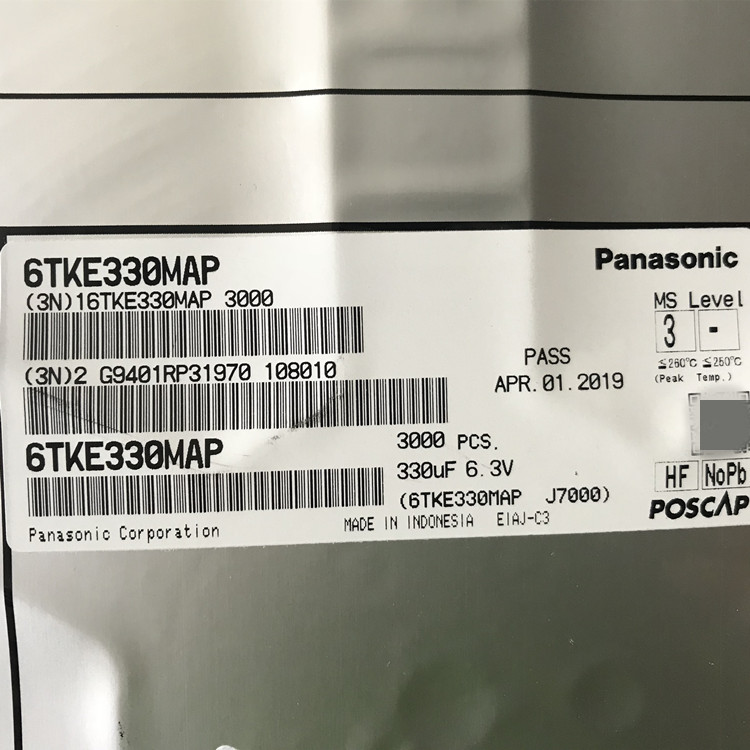 6TKE330MAP
Panasonic
(3N)16TKE330MAP 3000
MS Level
3 -
≦260℃ ≦250℃
(Peak Temp.)
(3N)2 G9401RP31970 108010
PASS
APR.01.2019
6TKE330MAP
3000 PCS.
330uF 6.3V
(6TKE330MAP J7000)
HF NoPb
POSCAP
Panasonic Corporation
MADE IN INDONESIA EIAJ-C3